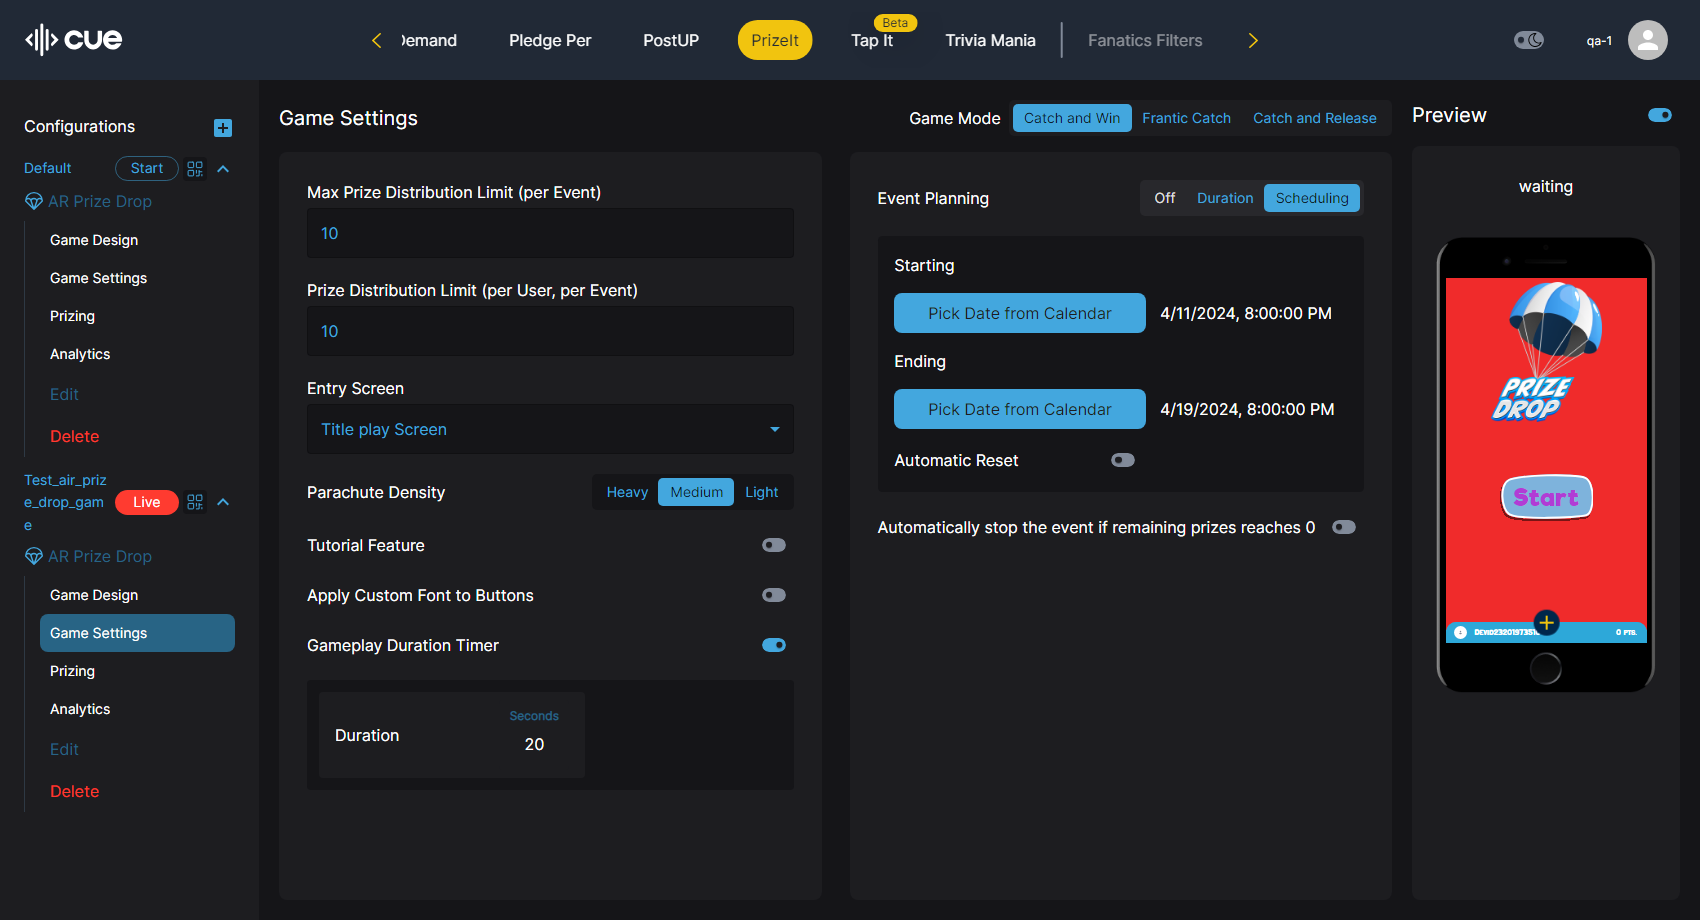 cue
Demand
Pledge Per
PostUP
PrizeIt
Beta
Tap It
Trivia Mania
Fanatics Filters
qa-1
Configurations
Default
Start
AR Prize Drop
Game Design
Game Settings
Prizing
Analytics
Edit
Delete
Test_air_priz
e_drop_gam
e
Live
AR Prize Drop
Game Design
Game Settings
Prizing
Analytics
Edit
Delete
Game Settings
Game Mode
Catch and Win
Frantic Catch
Catch and Release
Max Prize Distribution Limit (per Event)
10
Prize Distribution Limit (per User, per Event)
10
Entry Screen
Title play Screen
Parachute Density
Heavy
Medium
Light
Tutorial Feature
Apply Custom Font to Buttons
Gameplay Duration Timer
Duration
Seconds
20
Event Planning
Off
Duration
Scheduling
Starting
Pick Date from Calendar
4/11/2024, 8:00:00 PM
Ending
Pick Date from Calendar
4/19/2024, 8:00:00 PM
Automatic Reset
Automatically stop the event if remaining prizes reaches 0
Preview
waiting
PRIZE
DROP
Start
0 PTS.